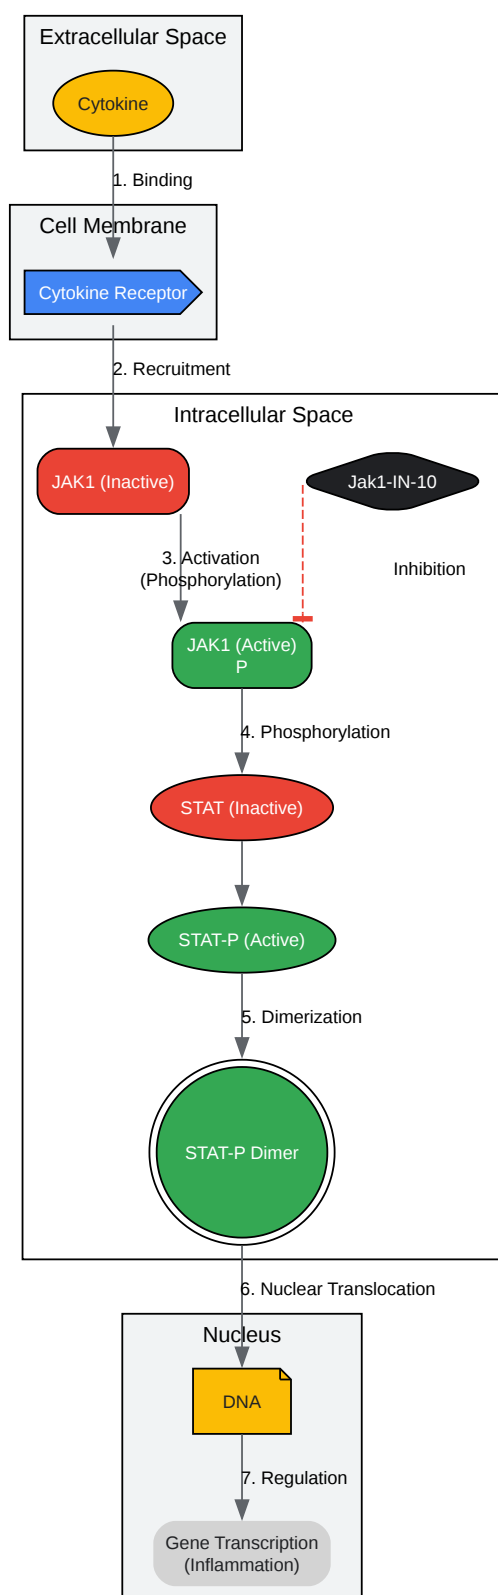 Extracellular Space
Cytokine
1. Binding
Cell Membrane
Cytokine Receptor
2. Recruitment
Intracellular Space
JAK1 (Inactive)
Jak1-IN-10
3. Activation
(Phosphorylation)
Inhibition
JAK1 (Active)
P
4. Phosphorylation
STAT (Inactive)
STAT-P (Active)
5. Dimerization
STAT-P Dimer
6. Nuclear Translocation
Nucleus
DNA
7. Regulation
Gene Transcription
(Inflammation)